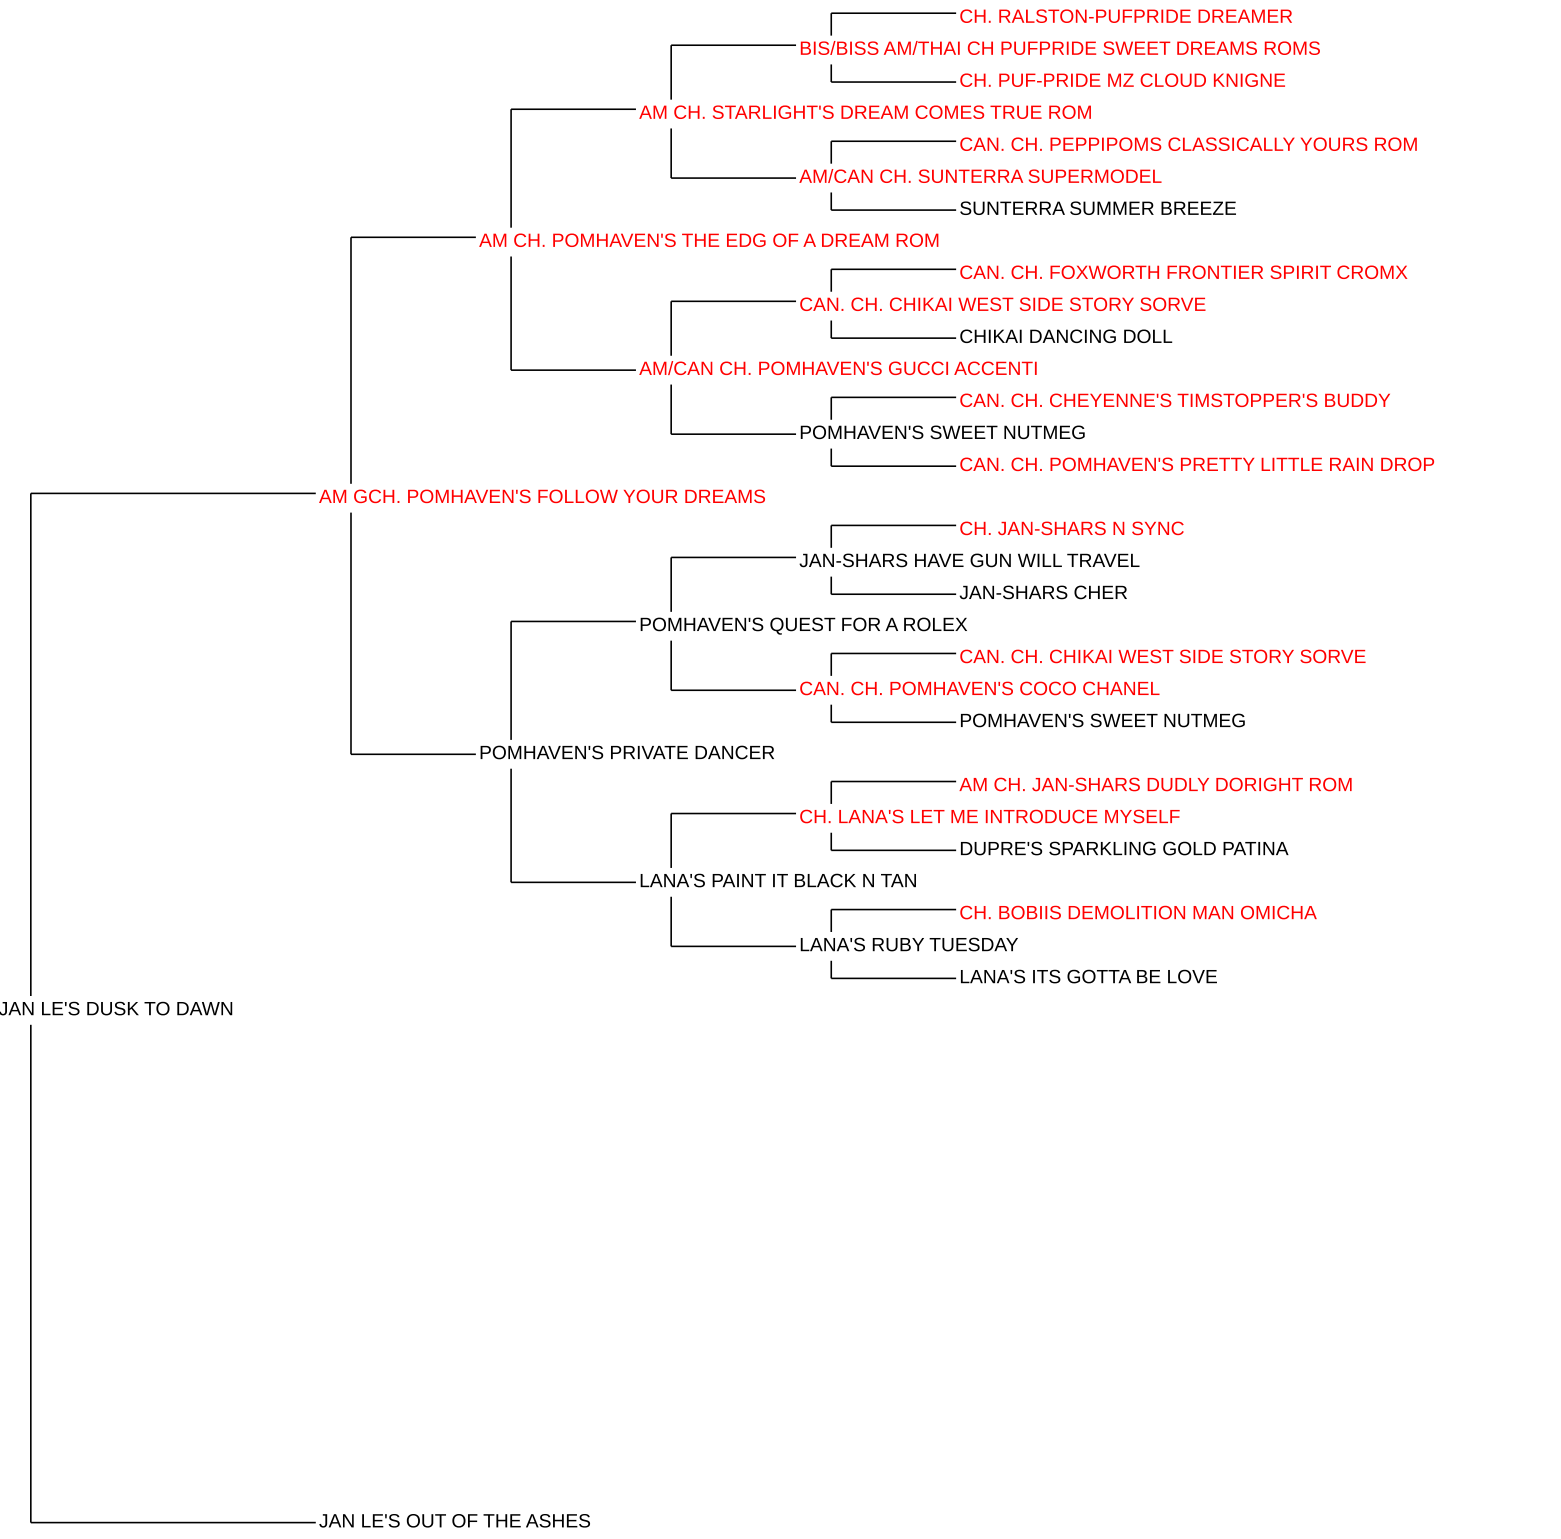 CH. RALSTON-PUFPRIDE DREAMER
BIS/BISS AM/THAI CH PUFPRIDE SWEET DREAMS ROMS
CH. PUF-PRIDE MZ CLOUD KNIGNE
AM CH. STARLIGHT'S DREAM COMES TRUE ROM
CAN. CH. PEPPIPOMS CLASSICALLY YOURS ROM
AM/CAN CH. SUNTERRA SUPERMODEL
SUNTERRA SUMMER BREEZE
AM CH. POMHAVEN'S THE EDG OF A DREAM ROM
CAN. CH. FOXWORTH FRONTIER SPIRIT CROMX
CAN. CH. CHIKAI WEST SIDE STORY SORVE
CHIKAI DANCING DOLL
AM/CAN CH. POMHAVEN'S GUCCI ACCENTI
CAN. CH. CHEYENNE'S TIMSTOPPER'S BUDDY
POMHAVEN'S SWEET NUTMEG
CAN. CH. POMHAVEN'S PRETTY LITTLE RAIN DROP
AM GCH. POMHAVEN'S FOLLOW YOUR DREAMS
CH. JAN-SHARS N SYNC
JAN-SHARS HAVE GUN WILL TRAVEL
JAN-SHARS CHER
POMHAVEN'S QUEST FOR A ROLEX
CAN. CH. CHIKAI WEST SIDE STORY SORVE
CAN. CH. POMHAVEN'S COCO CHANEL
POMHAVEN'S SWEET NUTMEG
POMHAVEN'S PRIVATE DANCER
AM CH. JAN-SHARS DUDLY DORIGHT ROM
CH. LANA'S LET ME INTRODUCE MYSELF
DUPRE'S SPARKLING GOLD PATINA
LANA'S PAINT IT BLACK N TAN
CH. BOBIIS DEMOLITION MAN OMICHA
LANA'S RUBY TUESDAY
LANA'S ITS GOTTA BE LOVE
JAN LE'S DUSK TO DAWN
JAN LE'S OUT OF THE ASHES